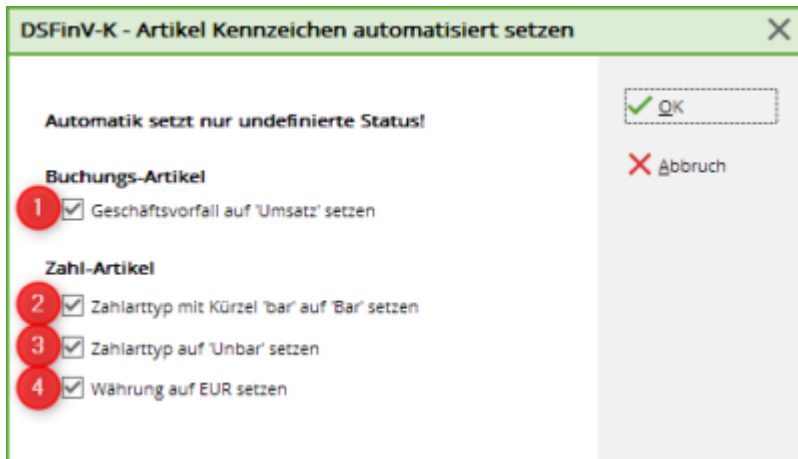 DSFinV-K - Artikel Kennzeichen automatisiert setzen
OK
Automatik setzt nur undefinierte Status!
Abbruch
Buchungs-Artikel
1 Geschäftsvorfall auf 'Umsatz' setzen
Zahl-Artikel
2 Zahlarttyp mit Kürzel 'bar' auf 'Bar' setzen
3 Zahlarttyp auf 'Unbar' setzen
4 Währung auf EUR setzen